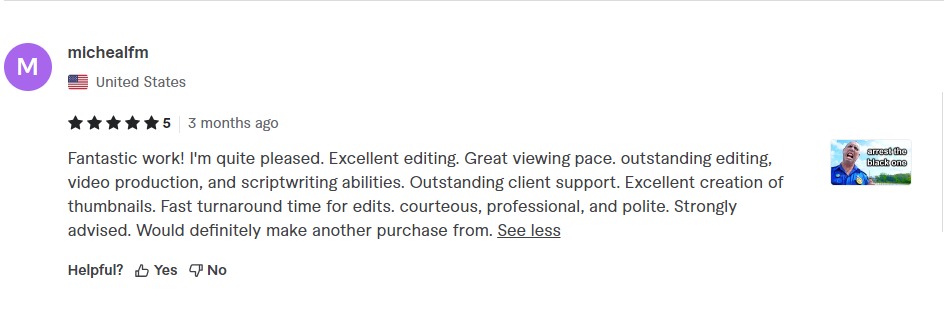 M
mlchealfm
United States
5 | 3 months ago
Fantastic work! I'm quite pleased. Excellent editing. Great viewing pace. outstanding editing,
video production, and scriptwriting abilities. Outstanding client support. Excellent creation of
thumbnails. Fast turnaround time for edits. courteous, professional, and polite. Strongly
advised. Would definitely make another purchase from. See less
arrest the
black one
Helpful? Yes No